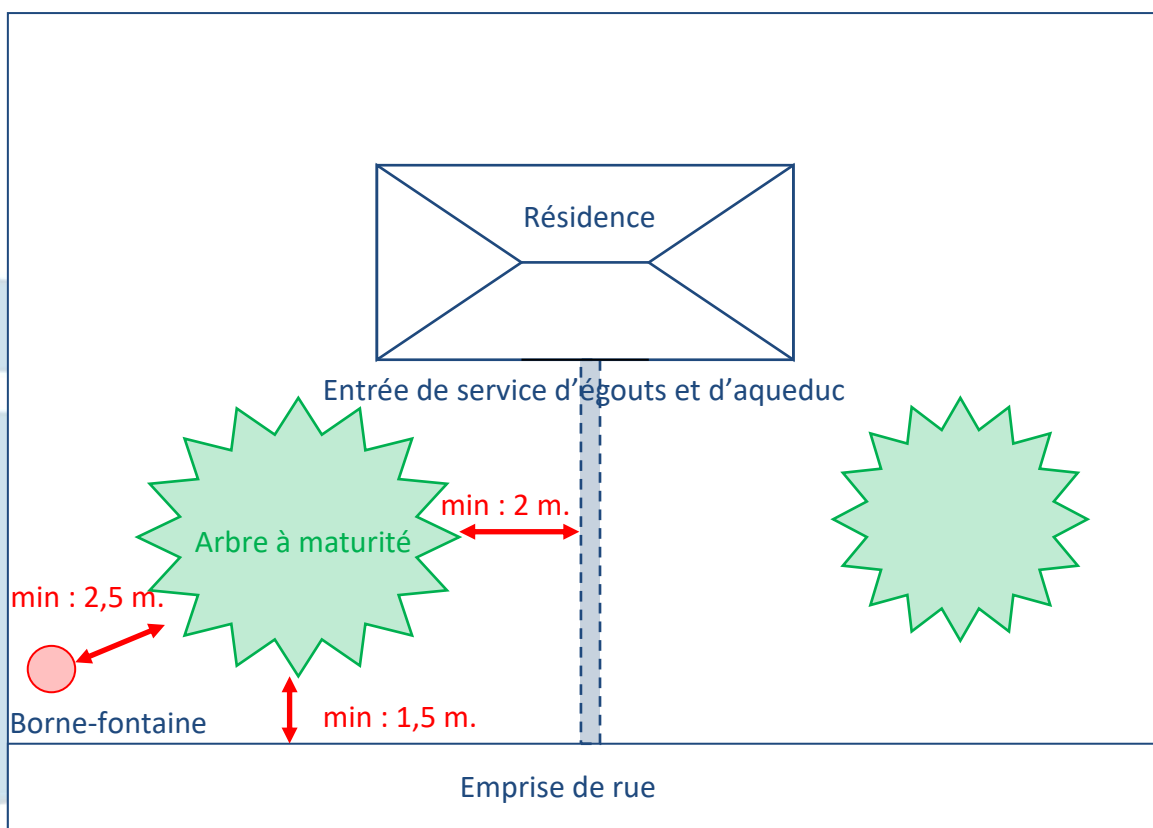 Résidence
Entrée de service d’égouts et d’aqueduc
min : 2 m.
Arbre à maturité
min : 2,5 m.
Borne-fontaine
min : 1,5 m.
Emprise de rue